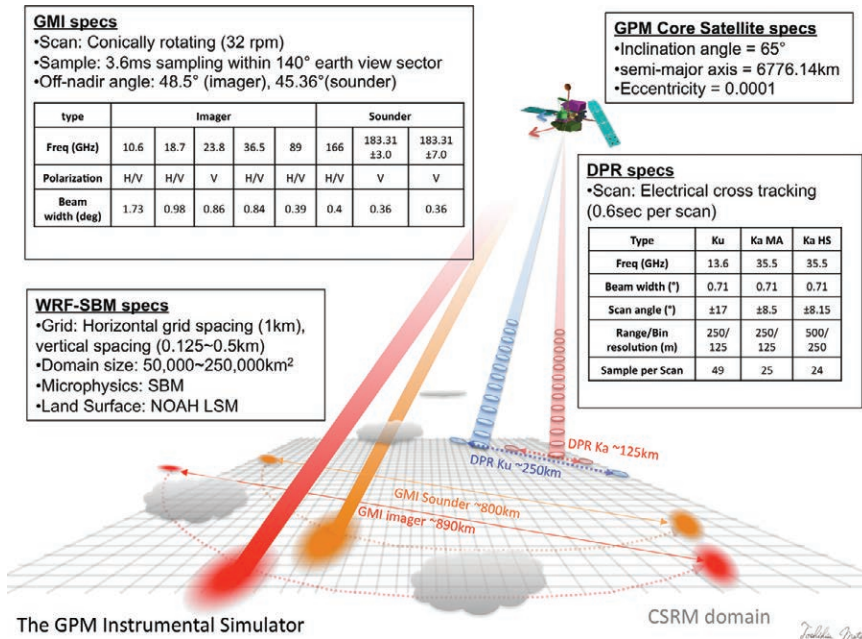 GMI specs
•Scan: Conically rotating (32 rpm)
•Sample: 3.6ms sampling within 140° earth view sector
•Off-nadir angle: 48.5° (imager), 45.36°(sounder)
type Imager Sounder
Freq (GHz) 10.6 18.7 23.8 36.5 89 166 183.31 ±3.0 183.31 ±7.0
Polarization H/V H/V V H/V H/V H/V V V
Beam width (deg) 1.73 0.98 0.86 0.84 0.39 0.4 0.36 0.36
GPM Core Satellite specs
•Inclination angle = 65°
•semi-major axis = 6776.14km
•Eccentricity = 0.0001
DPR specs
•Scan: Electrical cross tracking
(0.6sec per scan)
Type Ku Ka MA Ka HS
Freq (GHz) 13.6 35.5 35.5
Beam width (°) 0.71 0.71 0.71
Scan angle (°) ±17 ±8.5 ±8.15
Range/Bin resolution (m) 250/ 125 250/ 125 500/ 250
Sample per Scan 49 25 24
WRF-SBM specs
•Grid: Horizontal grid spacing (1km),
vertical spacing (0.125~0.5km)
•Domain size: 50,000~250,000km²
•Microphysics: SBM
•Land Surface: NOAH LSM
DPR Ka ~125km
DPR Ku ~250km
GMI Sounder ~800km
GMI imager ~890km
The GPM Instrumental Simulator
CSRM domain